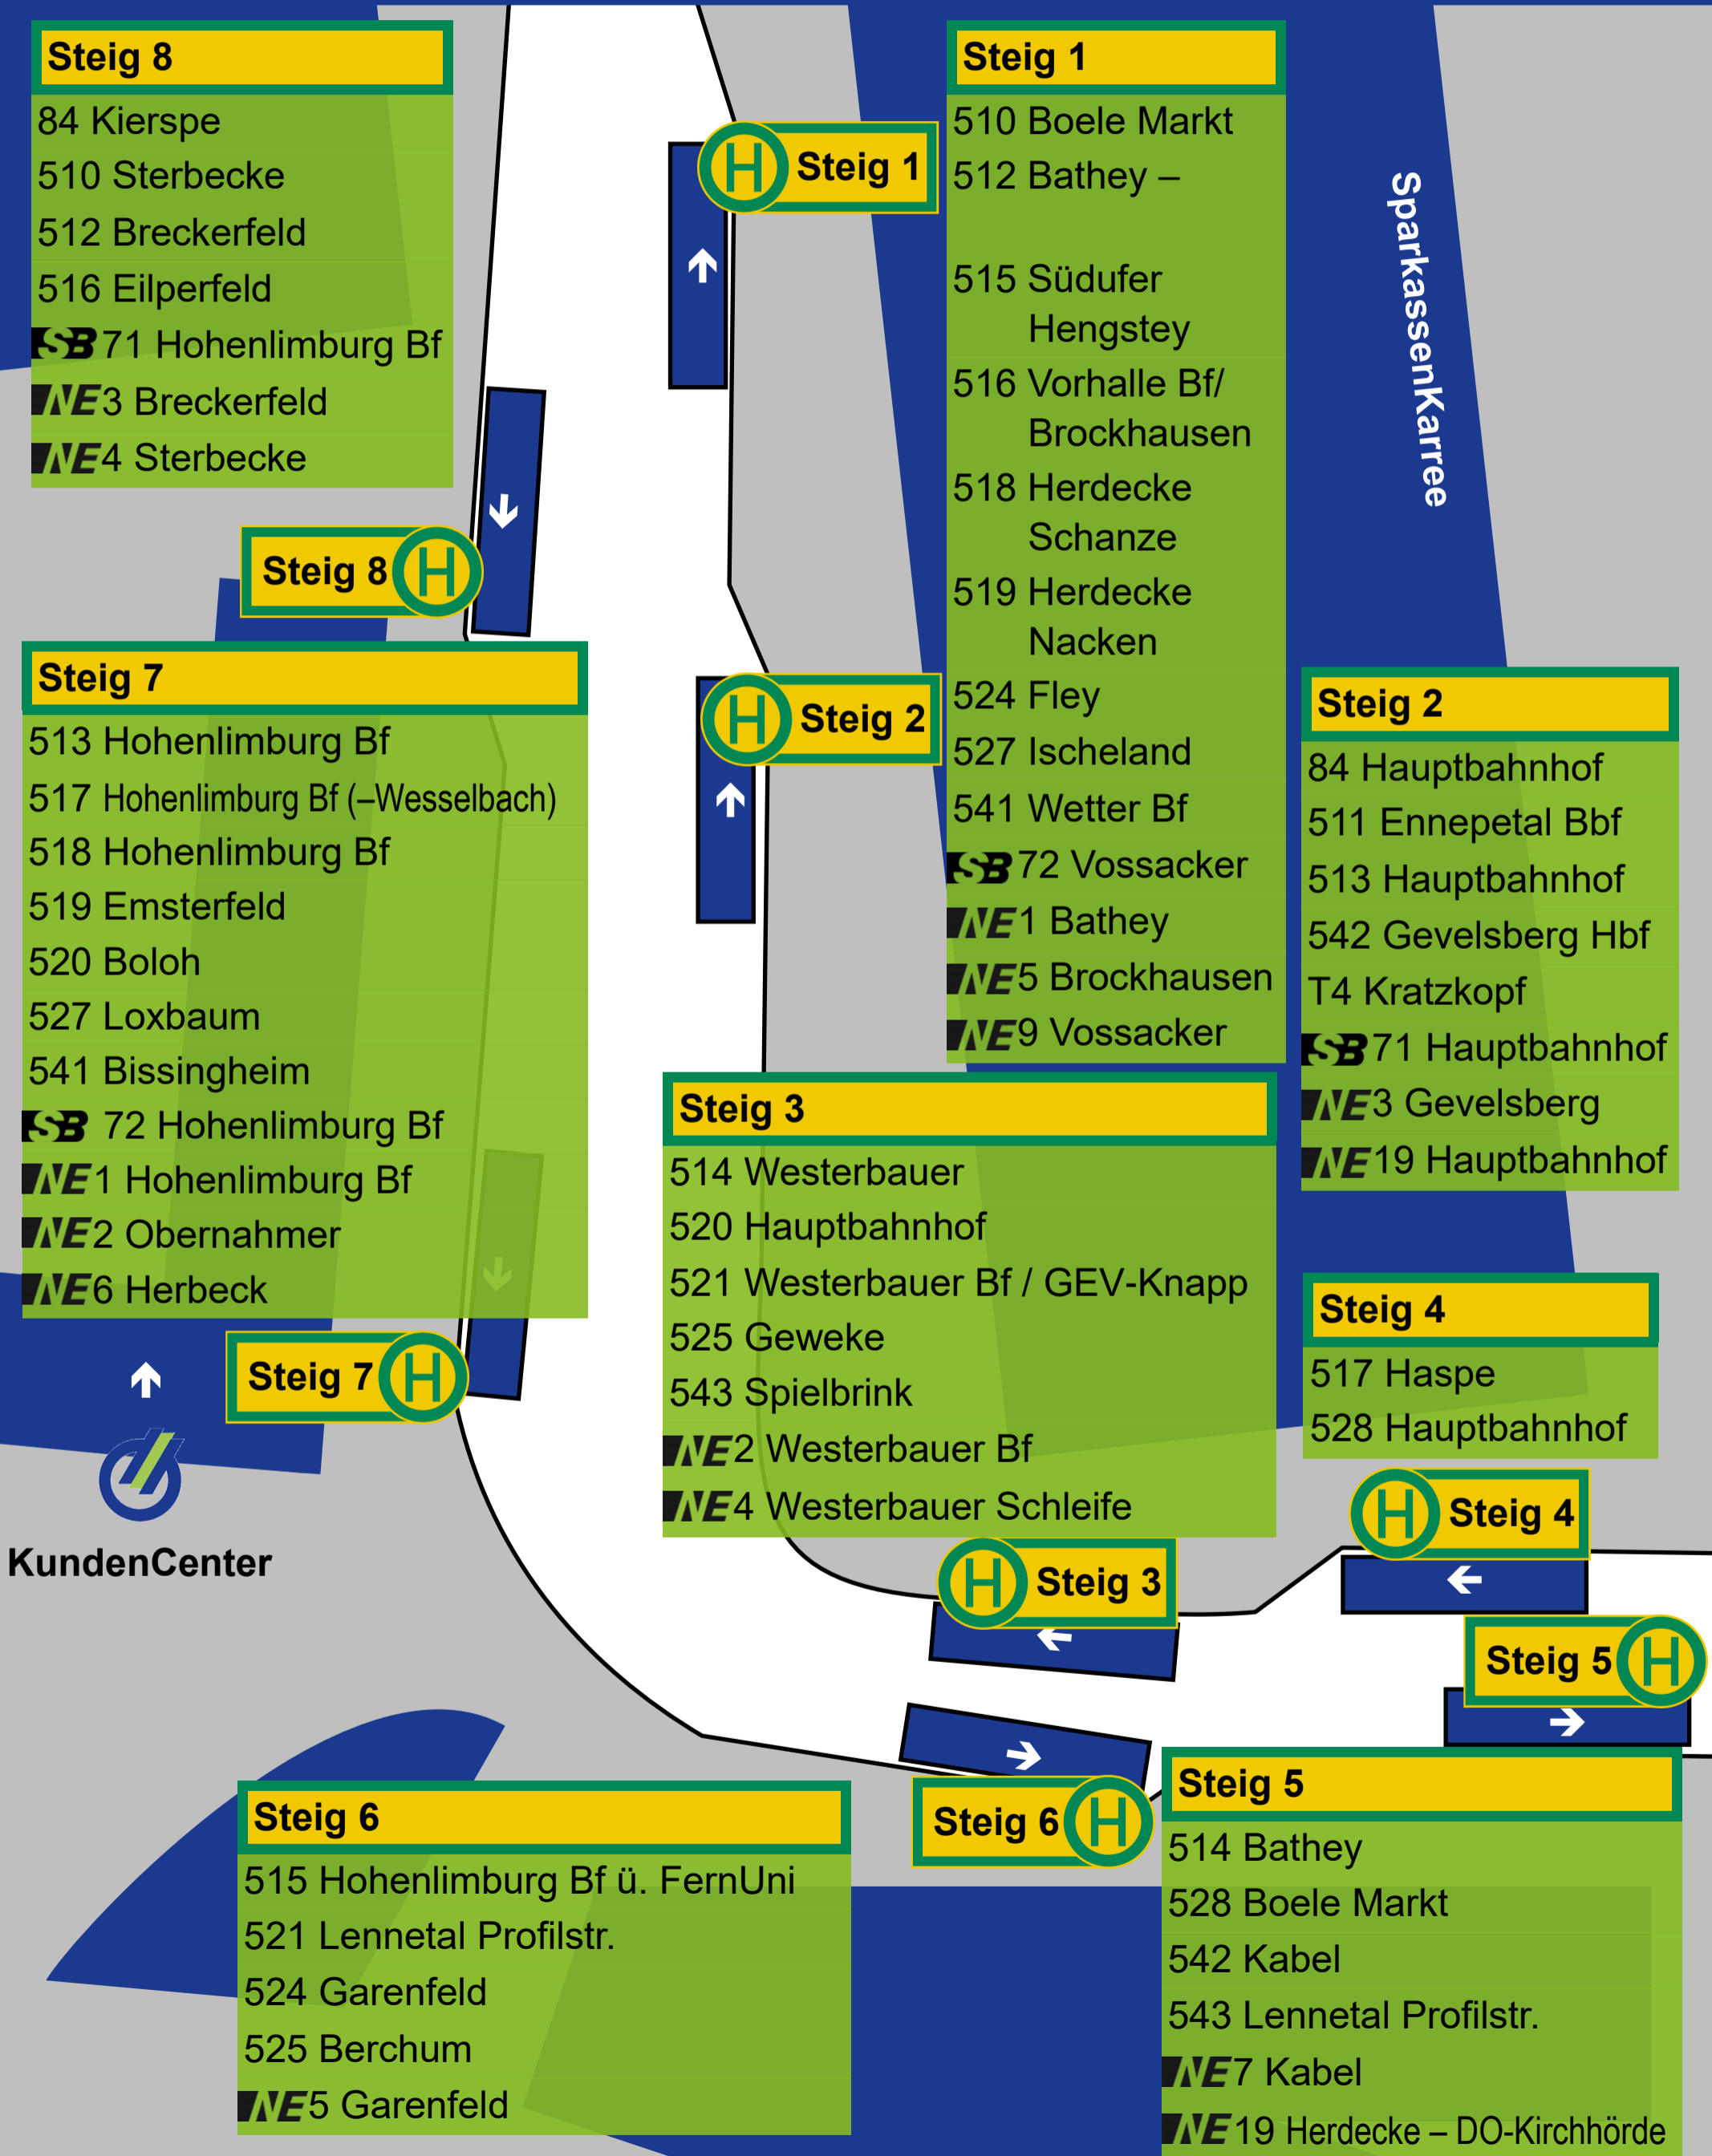 Steig 8
84 Kierspe
510 Sterbecke
512 Breckerfeld
516 Eilperfeld
SB 71 Hohenlimburg Bf
NE 3 Breckerfeld
NE 4 Sterbecke
Steig 1
Steig 1
510 Boele Markt
512 Bathey –
515 Südufer
Hengstey
516 Vorhalle Bf/
Brockhausen
518 Herdecke
Schanze
519 Herdecke
Nacken
524 Fley
527 Ischeland
541 Wetter Bf
SB 72 Vossacker
NE 1 Bathey
NE 5 Brockhausen
NE 9 Vossacker
SparkassenKarree
Steig 8 H
H Steig 1
H Steig 2
Steig 7
513 Hohenlimburg Bf
517 Hohenlimburg Bf (–Wesselbach)
518 Hohenlimburg Bf
519 Emsterfeld
520 Boloh
527 Loxbaum
541 Bissingheim
SB 72 Hohenlimburg Bf
NE 1 Hohenlimburg Bf
NE 2 Obernahmer
NE 6 Herbeck
Steig 7 H
KundenCenter
Steig 2
84 Hauptbahnhof
511 Ennepetal Bbf
513 Hauptbahnhof
542 Gevelsberg Hbf
T4 Kratzkopf
SB 71 Hauptbahnhof
NE 3 Gevelsberg
NE 19 Hauptbahnhof
Steig 3
514 Westerbauer
520 Hauptbahnhof
521 Westerbauer Bf / GEV-Knapp
525 Geweke
543 Spielbrink
NE 2 Westerbauer Bf
NE 4 Westerbauer Schleife
H Steig 3
Steig 4
517 Haspe
528 Hauptbahnhof
H Steig 4
Steig 5 H
Steig 6 H
Steig 6
515 Hohenlimburg Bf ü. FernUni
521 Lennetal Profilstr.
524 Garenfeld
525 Berchum
NE 5 Garenfeld
Steig 5
514 Bathey
528 Boele Markt
542 Kabel
543 Lennetal Profilstr.
NE 7 Kabel
NE 19 Herdecke – DO-Kirchhörde